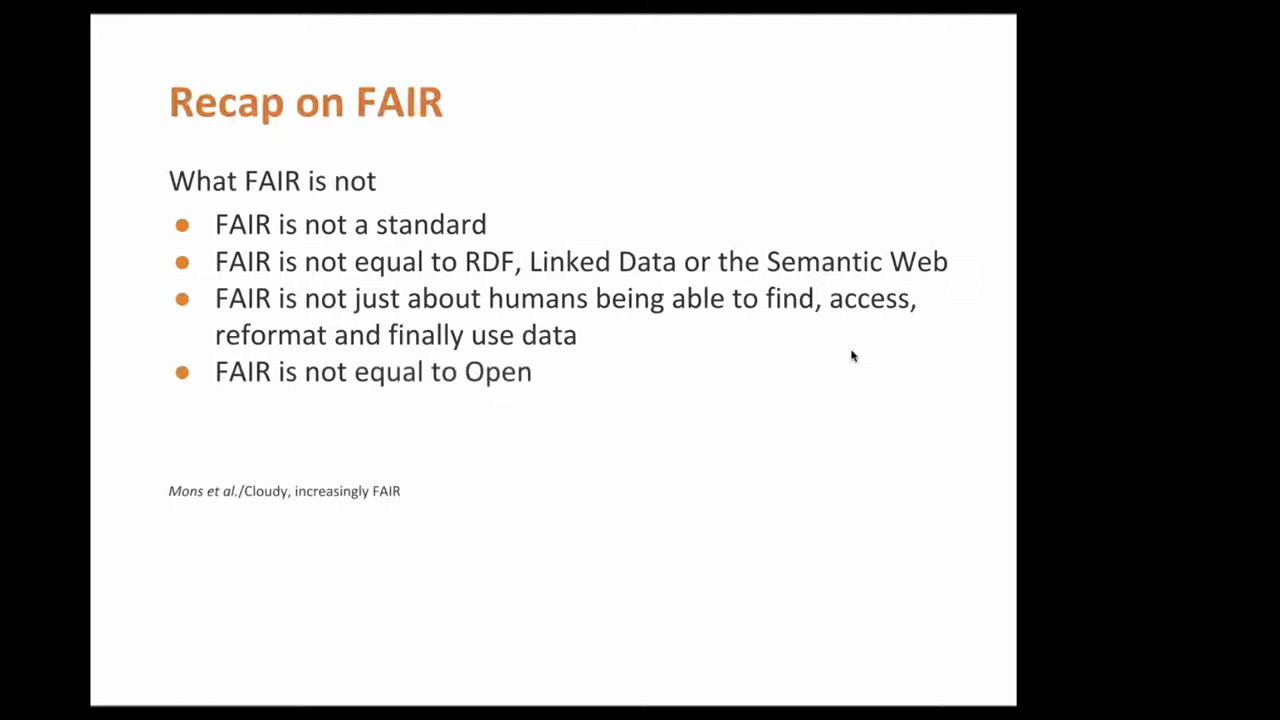 Recap on FAIR
What FAIR is not
● FAIR is not a standard
● FAIR is not equal to RDF, Linked Data or the Semantic Web
● FAIR is not just about humans being able to find, access,
reformat and finally use data
● FAIR is not equal to Open
Mons et al./Cloudy, increasingly FAIR